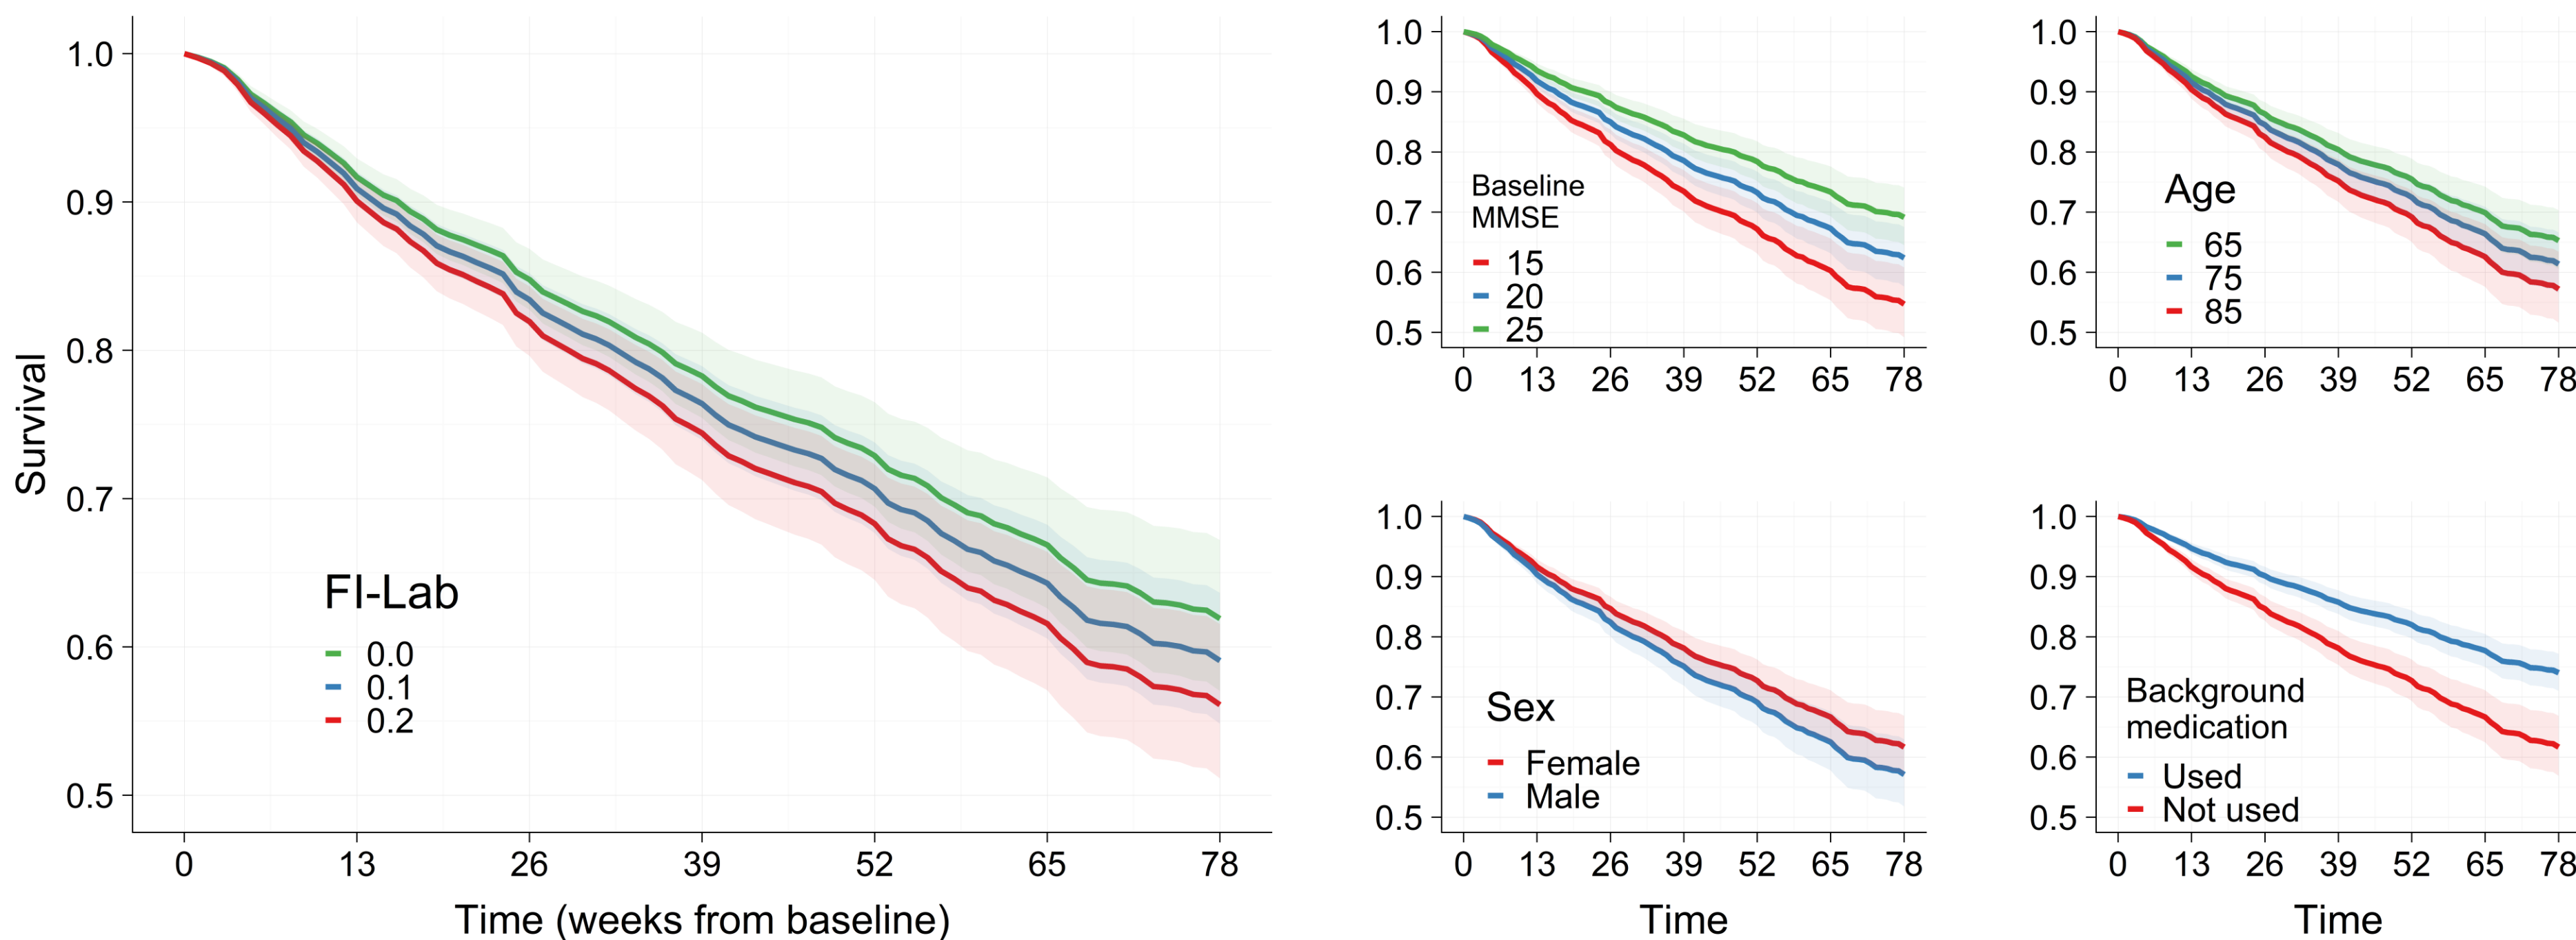 Survival
1.0
0.9
0.8
0.7
0.6
0.5
FI-Lab
0.0
0.1
0.2
0 13 26 39 52 65 78
Time (weeks from baseline)
1.0
0.9
0.8
0.7
0.6
0.5
Baseline
MMSE
15
20
25
0 13 26 39 52 65 78
1.0
0.9
0.8
0.7
0.6
0.5
Age
65
75
85
0 13 26 39 52 65 78
1.0
0.9
0.8
0.7
0.6
0.5
Sex
Female
Male
0 13 26 39 52 65 78
Time
1.0
0.9
0.8
0.7
0.6
0.5
Background
medication
Used
Not used
0 13 26 39 52 65 78
Time